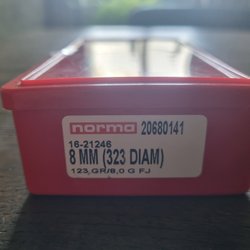 norma 20680141
16-21246
8 MM (323 DIAM)
123 GR/8,0 G FJ